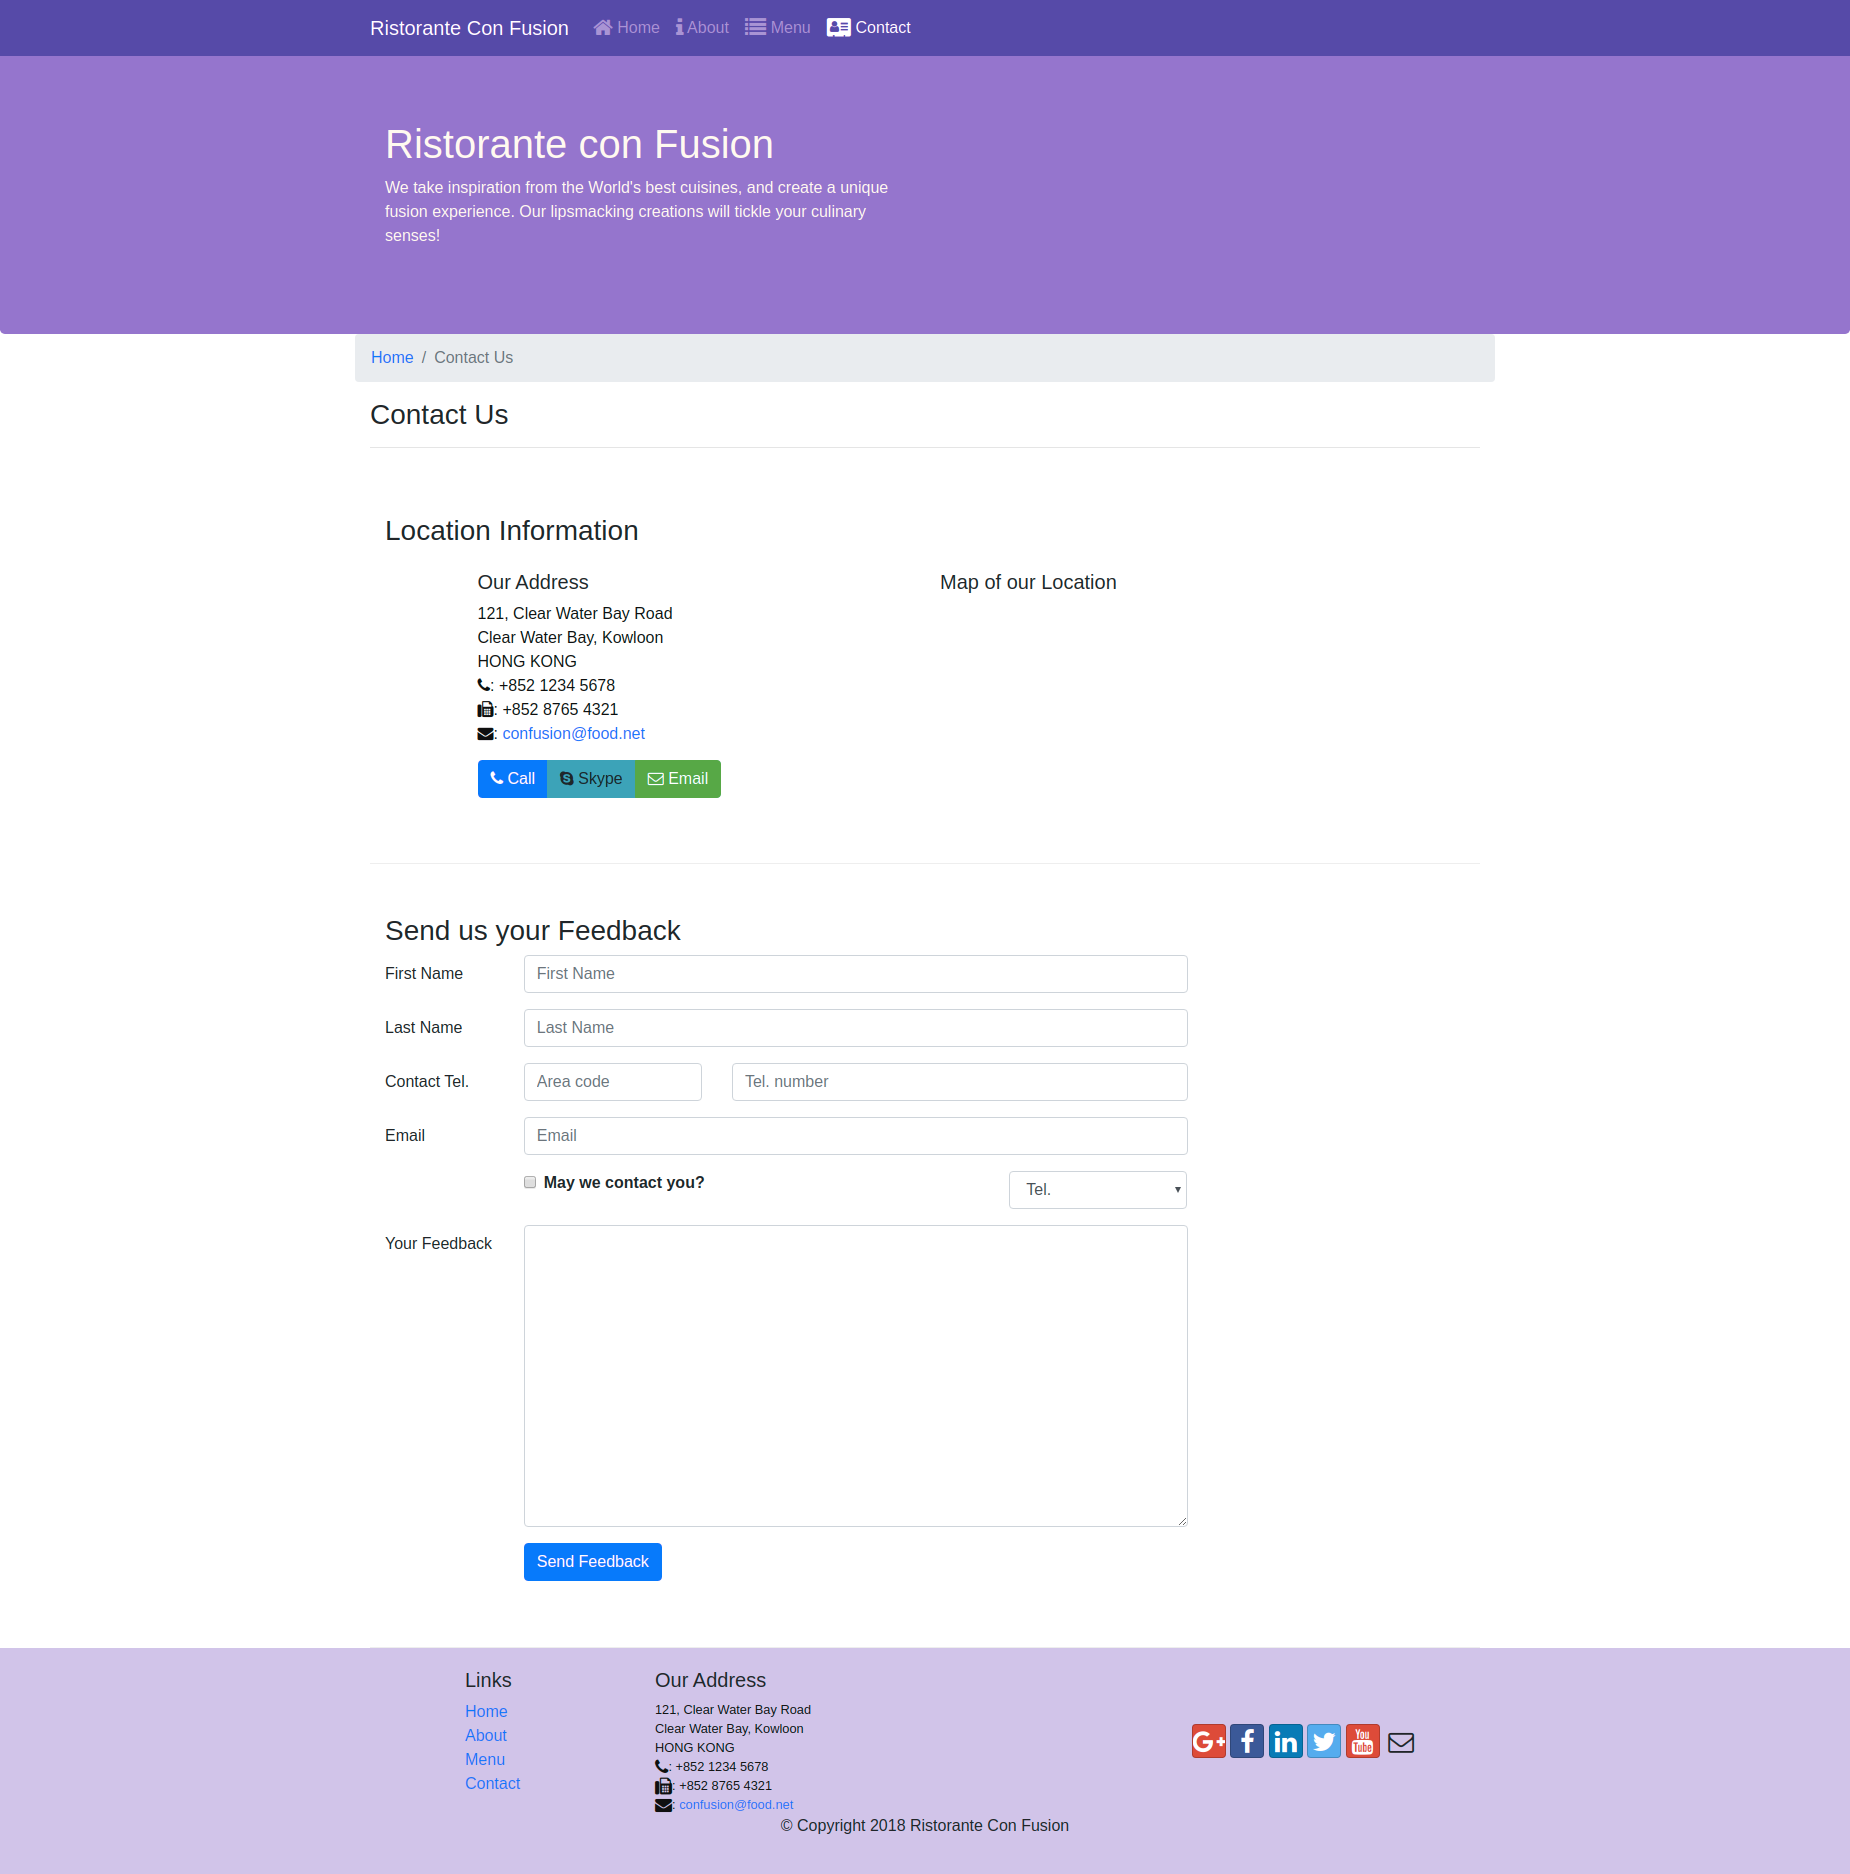 Ristorante Con Fusion Home About Menu Contact
Ristorante con Fusion
We take inspiration from the World's best cuisines, and create a unique
fusion experience. Our lipsmacking creations will tickle your culinary
senses!
Home / Contact Us
Contact Us
Location Information
Our Address
121, Clear Water Bay Road
Clear Water Bay, Kowloon
HONG KONG
: +852 1234 5678
: +852 8765 4321
: confusion@food.net
Call Skype Email
Map of our Location
Send us your Feedback
First Name First Name
Last Name Last Name
Contact Tel. Area code Tel. number
Email Email
May we contact you? Tel.
Your Feedback
Send Feedback
Links
Home
About
Menu
Contact
Our Address
121, Clear Water Bay Road
Clear Water Bay, Kowloon
HONG KONG
: +852 1234 5678
: +852 8765 4321
: confusion@food.net
G+ f in You Tube
© Copyright 2018 Ristorante Con Fusion